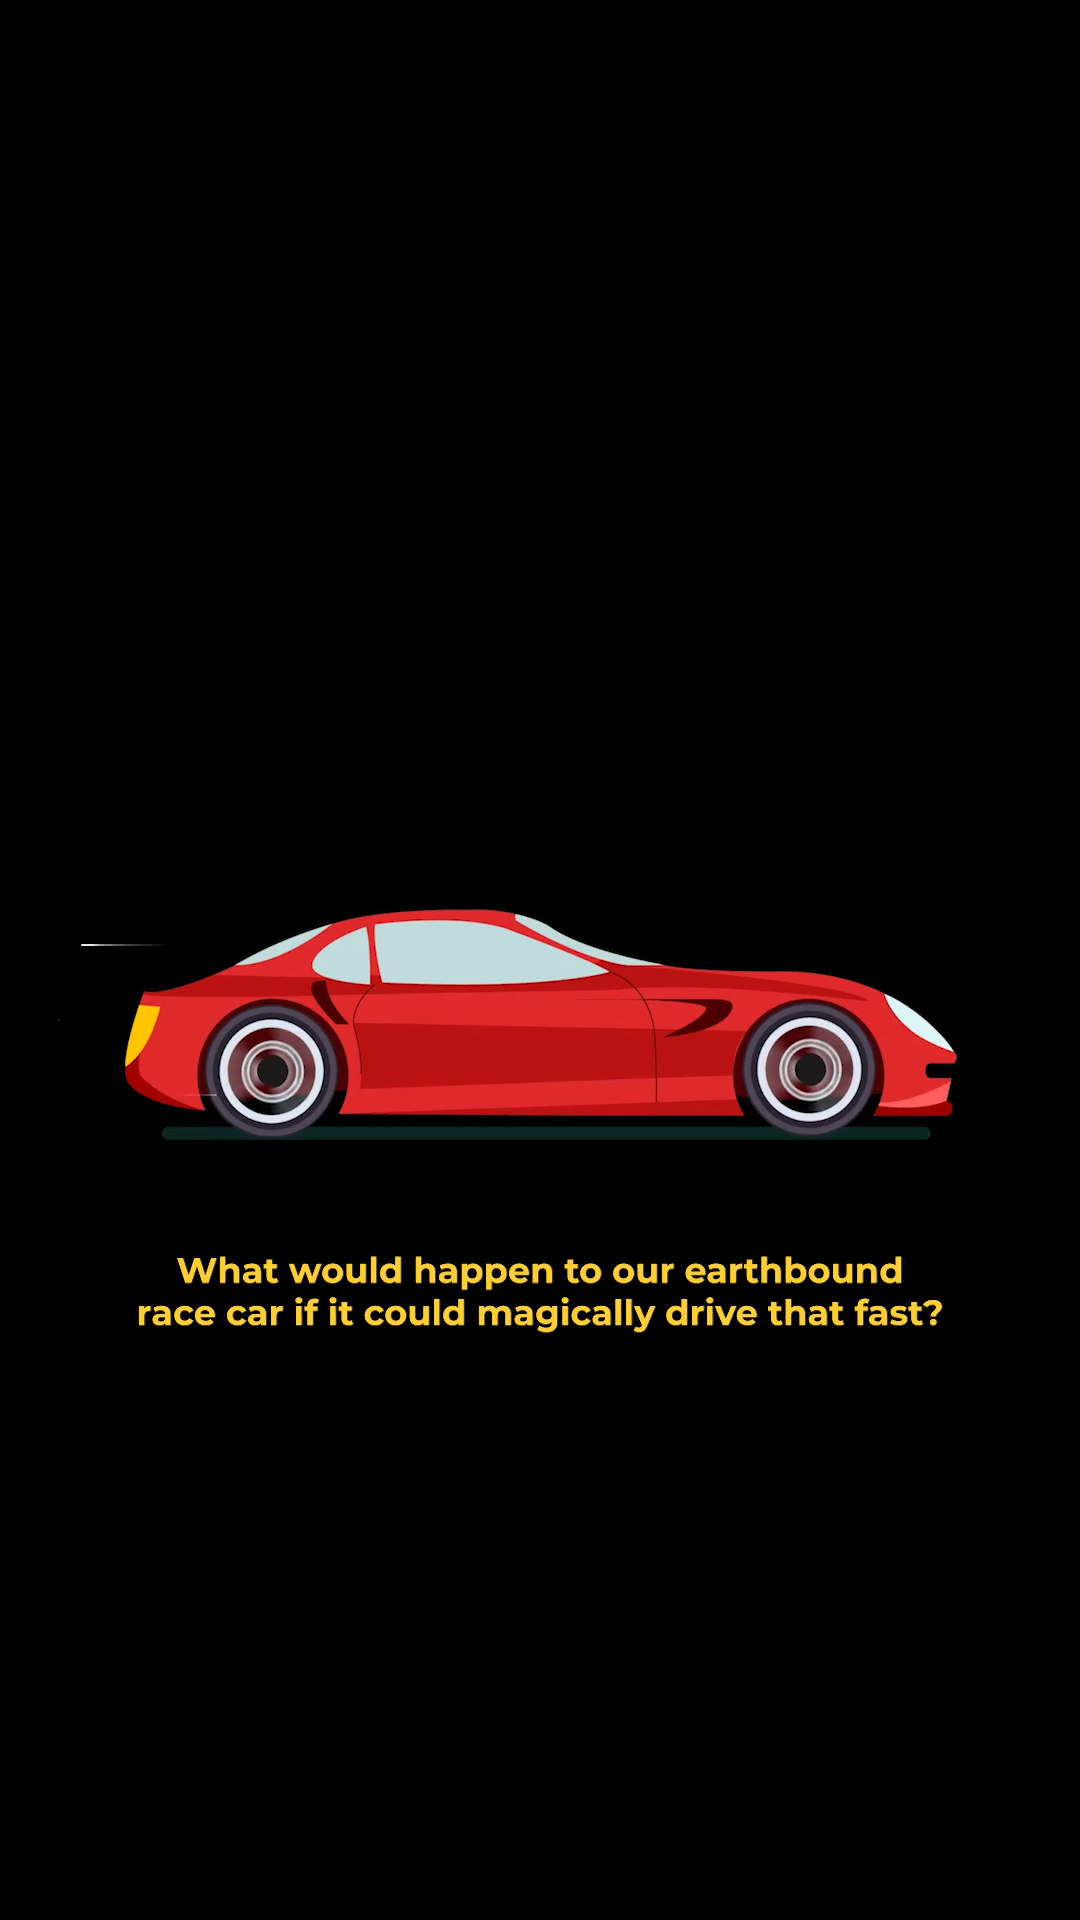 What would happen to our earthbound
race car if it could magically drive that fast?